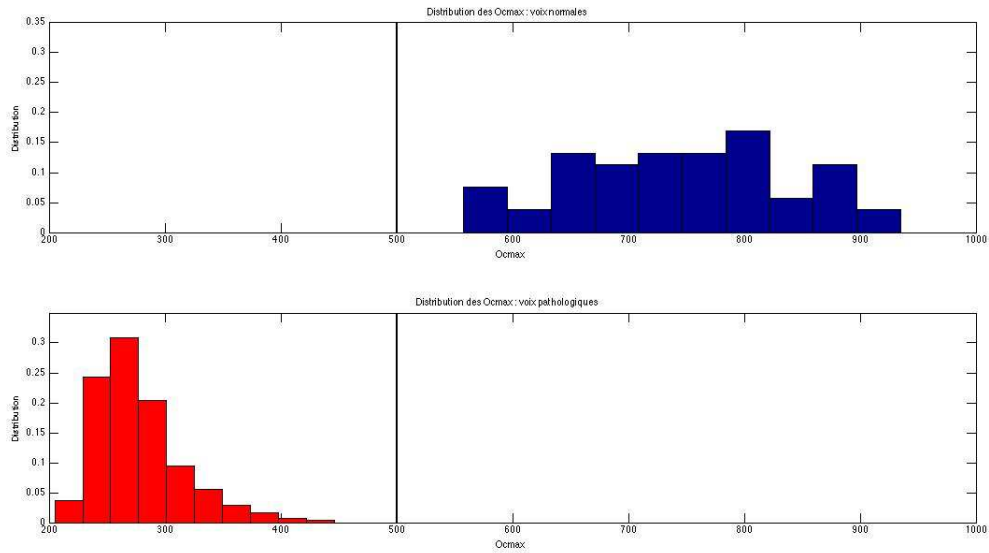 Distribution des Ocmax : voix normales
0.35
0.3
0.25
0.2
0.15
0.1
0.05
0
Distribution
200 300 400 500 600 700 800 900 1000
Ocmax
Distribution des Ocmax : voix pathologiques
0.3
0.25
0.2
0.15
0.1
0.05
0
Distribution
200 300 400 500 600 700 800 900 1000
Ocmax